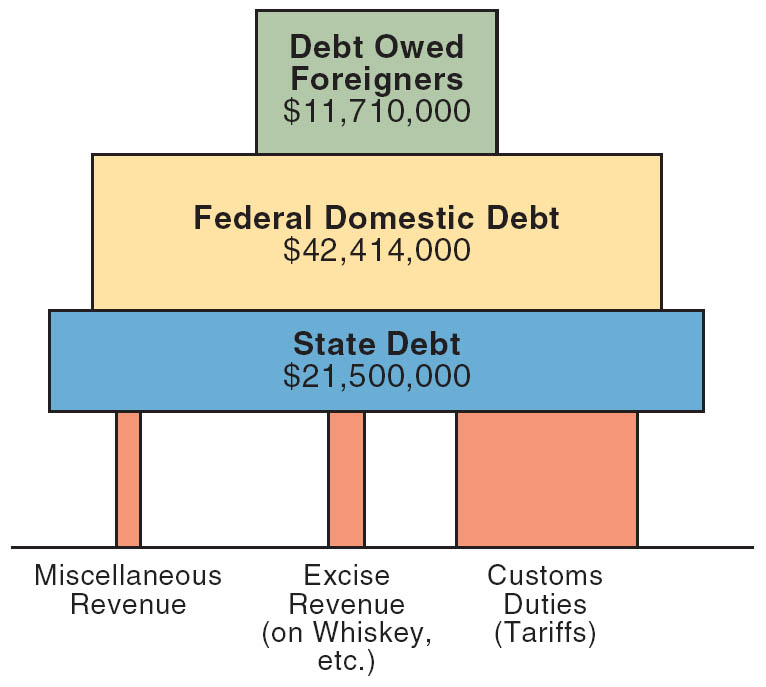 Debt Owed
Foreigners
$11,710,000
Federal Domestic Debt
$42,414,000
State Debt
$21,500,000
Miscellaneous
Revenue
Excise
Revenue
(on Whiskey,
etc.)
Customs
Duties
(Tariffs)